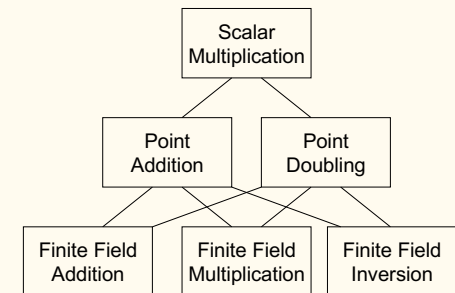 Scalar
Multiplication
Point
Addition
Point
Doubling
Finite Field
Addition
Finite Field
Multiplication
Finite Field
Inversion